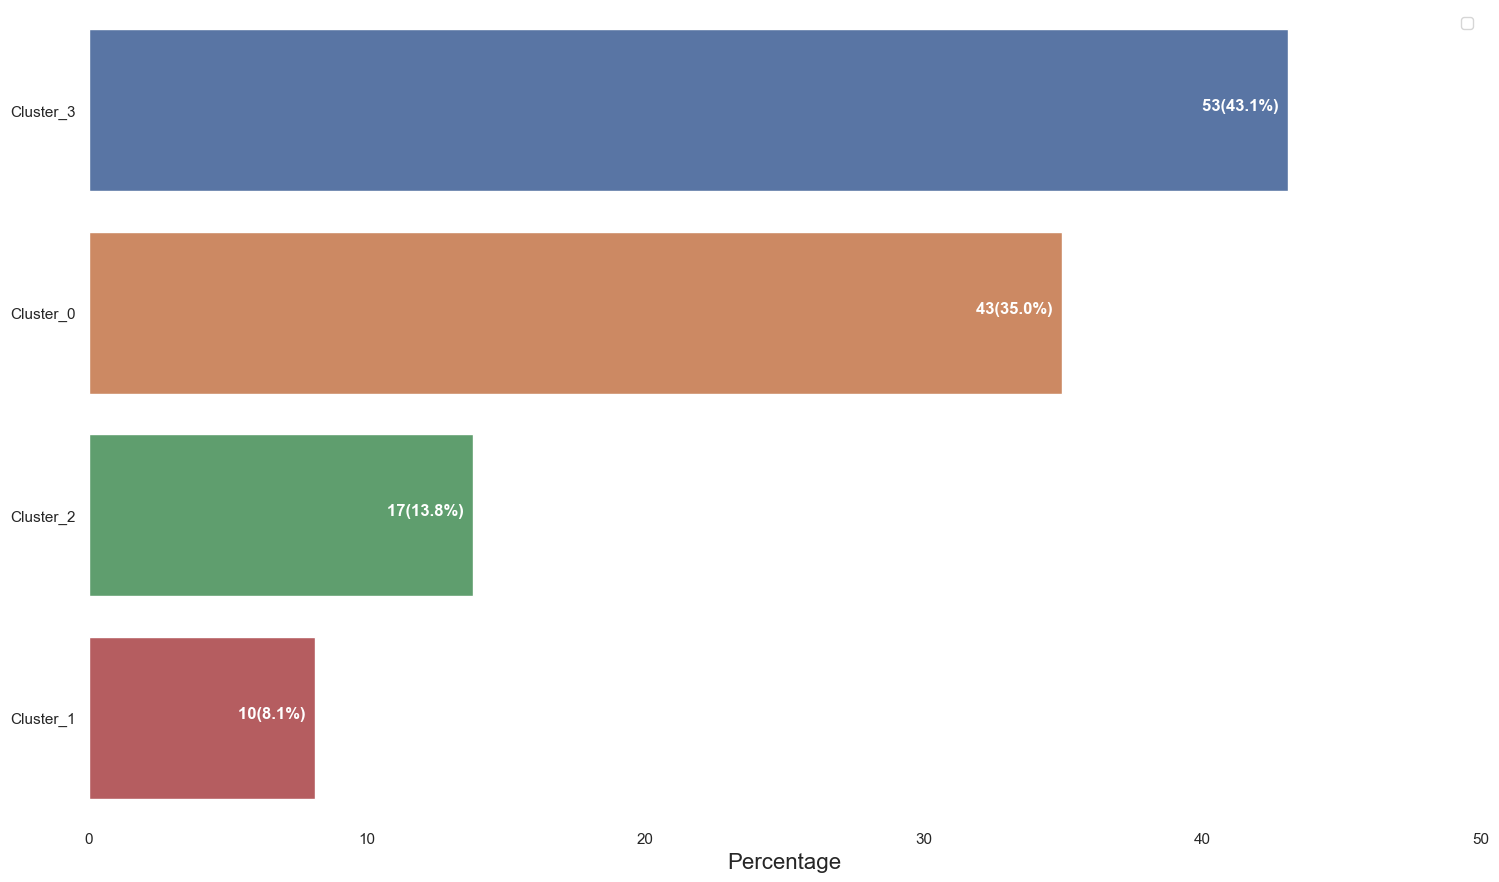 Cluster_3
53(43.1%)
Cluster_0
43(35.0%)
Cluster_2
17(13.8%)
Cluster_1
10(8.1%)
0 10 20 30 40 50
Percentage